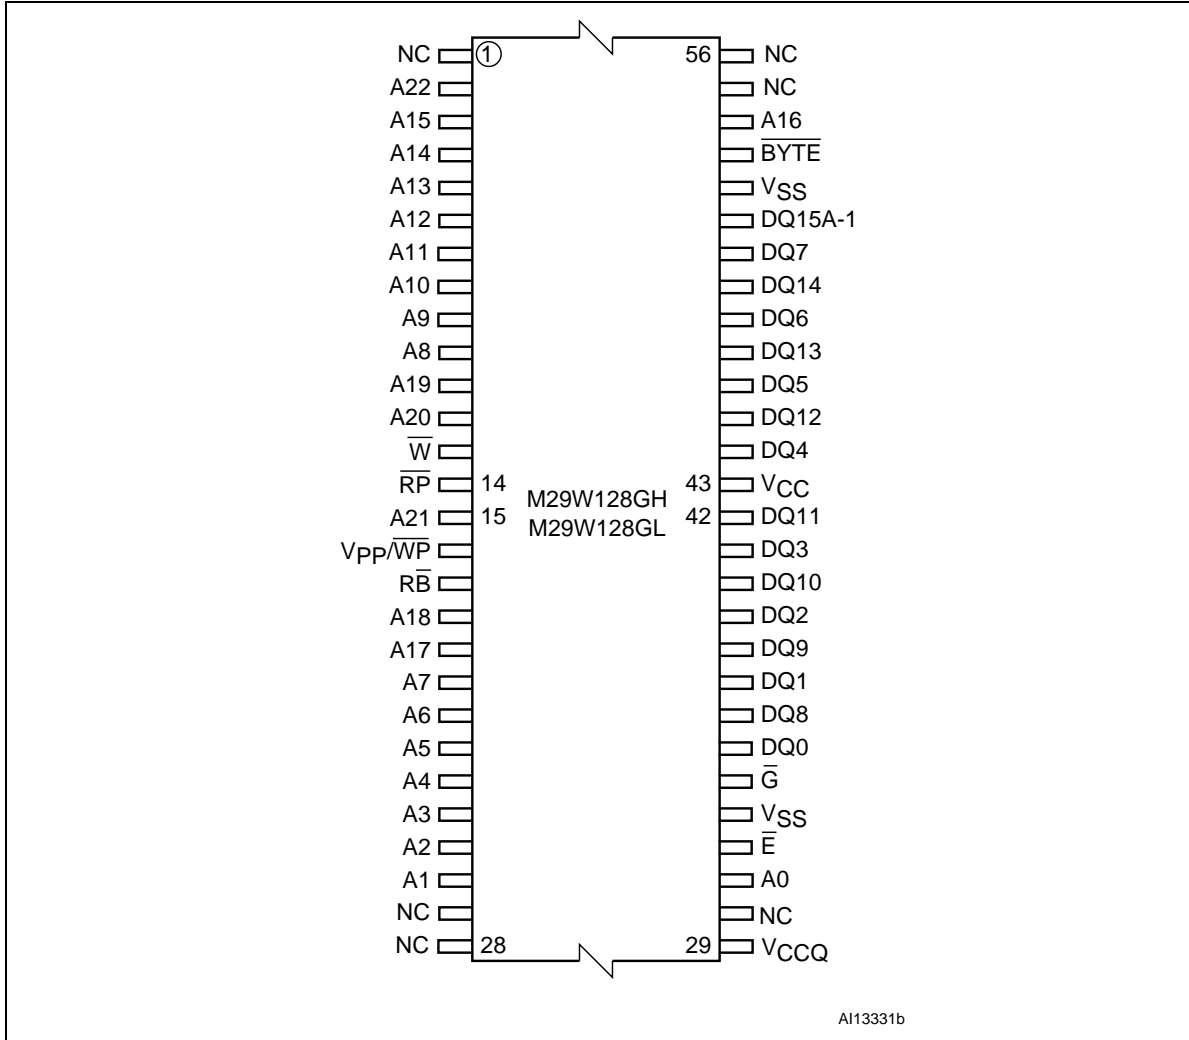 NC ① 56 NC
A22 NC
A15 A16
A14 B̅Y̅T̅E̅
A13 VSS
A12 DQ15A-1
A11 DQ7
A10 DQ14
A9 DQ6
A8 DQ13
A19 DQ5
A20 DQ12
W̅ DQ4
R̅P̅ 14 43 VCC
M29W128GH
A21 15 42 DQ11
M29W128GL
VPP/W̅P̅ DQ3
RB̅ DQ10
A18 DQ2
A17 DQ9
A7 DQ1
A6 DQ8
A5 DQ0
A4 G̅
A3 VSS
A2 E̅
A1 A0
NC NC
NC 28 29 VCCQ
AI13331b